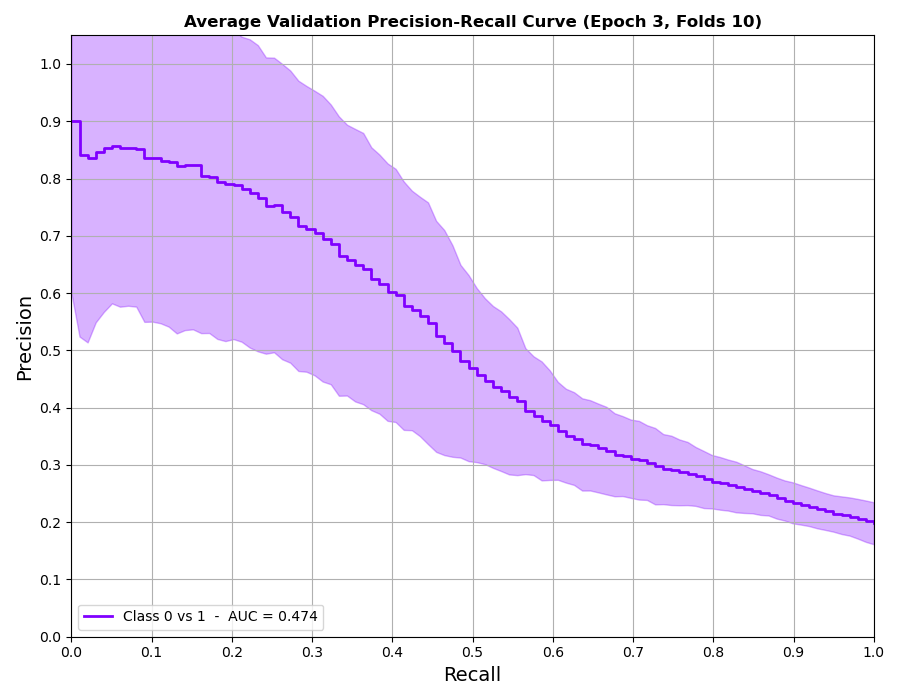 Average Validation Precision-Recall Curve (Epoch 3, Folds 10)
Precision
1.0
0.9
0.8
0.7
0.6
0.5
0.4
0.3
0.2
0.1
0.0
Class 0 vs 1 - AUC = 0.474
0.0 0.1 0.2 0.3 0.4 0.5 0.6 0.7 0.8 0.9 1.0
Recall